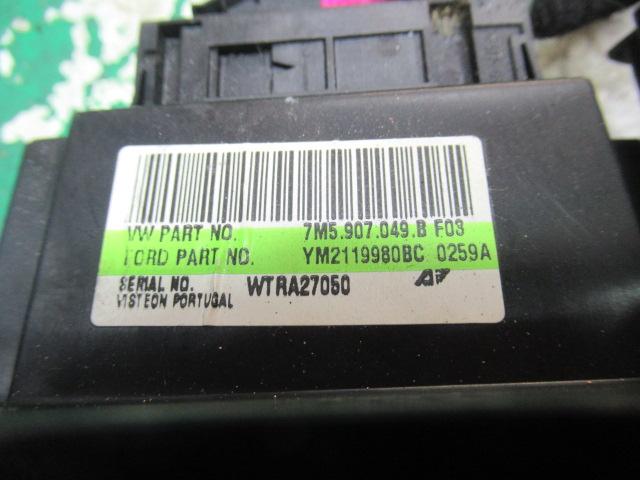 VW PART NO. 7M5.907.049.B F03
FORD PART NO. YM2119980BC 0259A
SERIAL NO. WTRA27050
VISTEON PORTUGAL